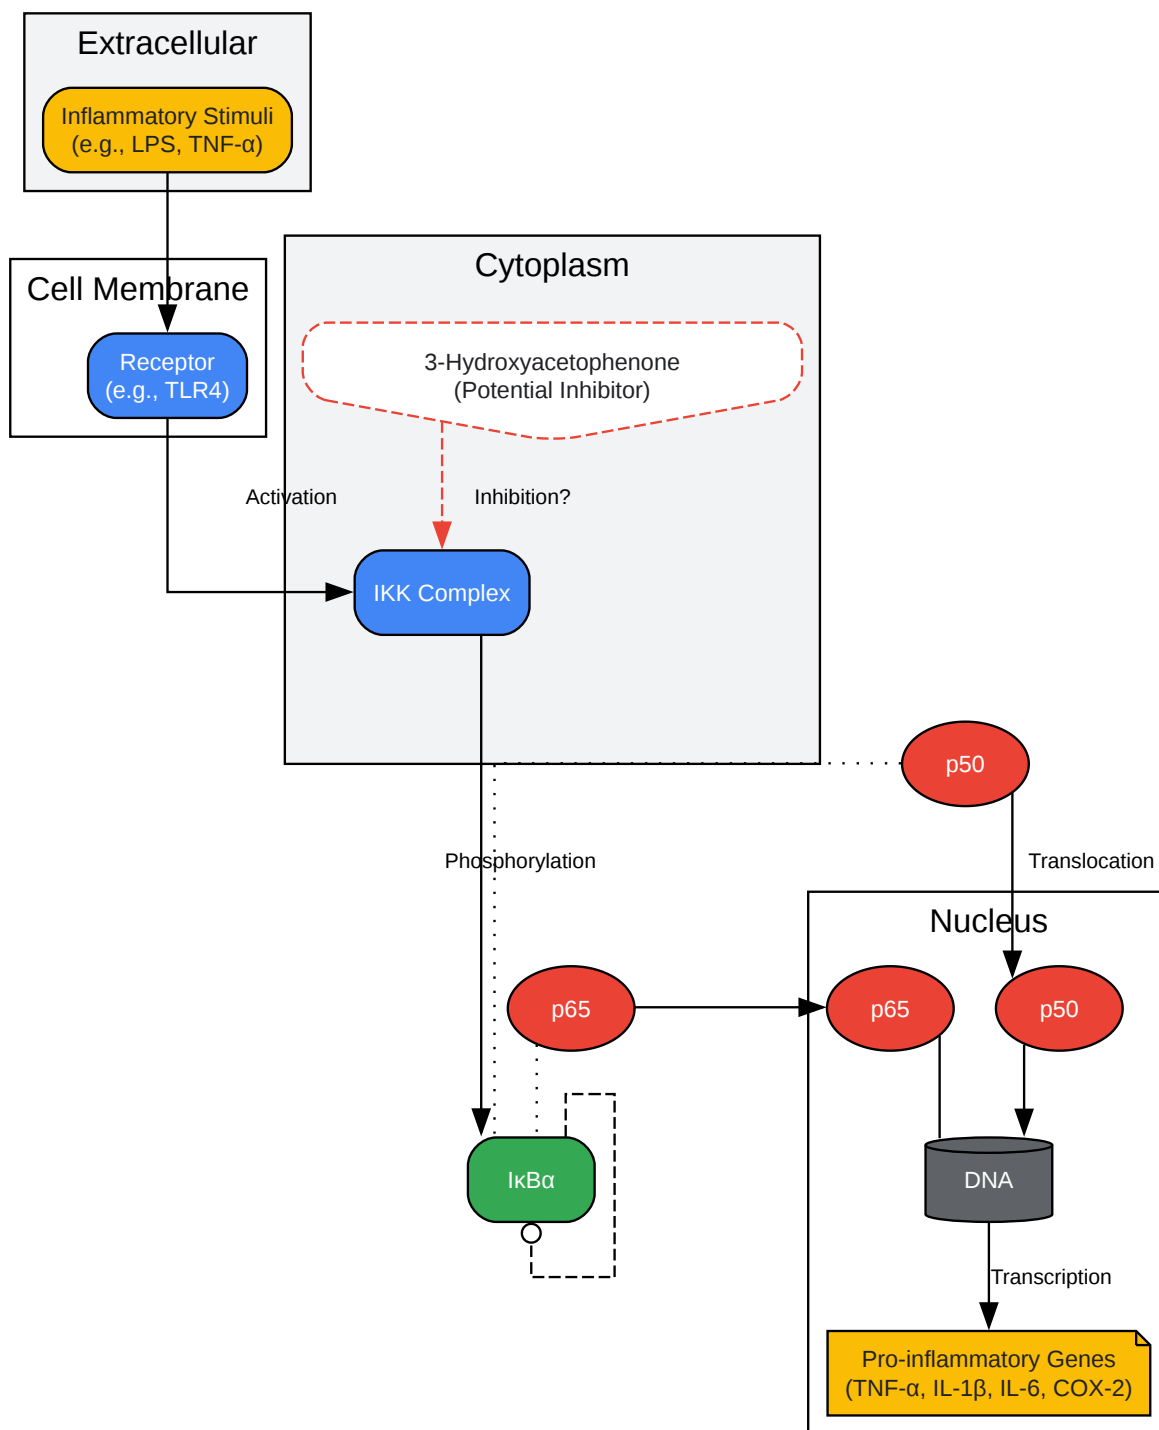 Extracellular
Inflammatory Stimuli
(e.g., LPS, TNF-α)
Cell Membrane
Receptor
(e.g., TLR4)
Cytoplasm
3-Hydroxyacetophenone
(Potential Inhibitor)
Activation
Inhibition?
IKK Complex
p50
Phosphorylation
Translocation
Nucleus
p65
p65
p50
IκBα
DNA
Transcription
Pro-inflammatory Genes
(TNF-α, IL-1β, IL-6, COX-2)